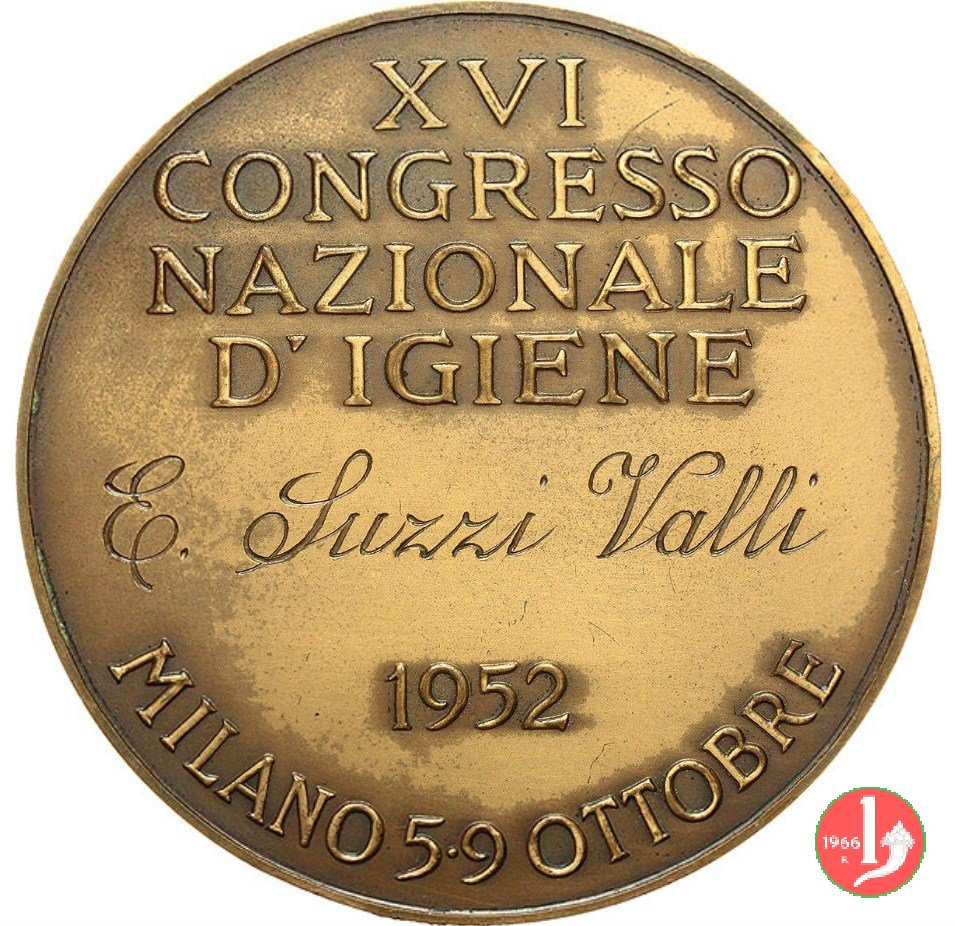 XVI
CONGRESSO
NAZIONALE
D'IGIENE
E. Suzzi Valli
1952
MILANO 5·9 OTTOBRE
1966
R